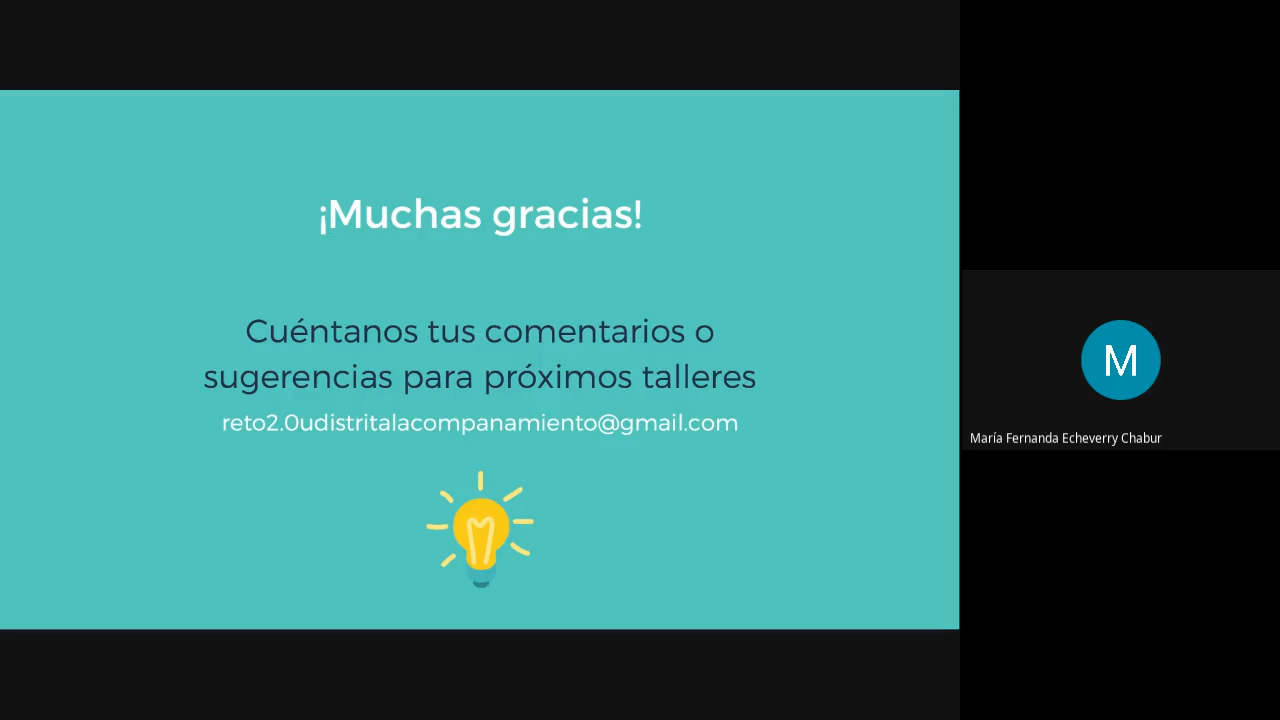 ¡Muchas gracias!
Cuéntanos tus comentarios o
sugerencias para próximos talleres
reto2.0udistritalacompanamiento@gmail.com
M
María Fernanda Echeverry Chabur